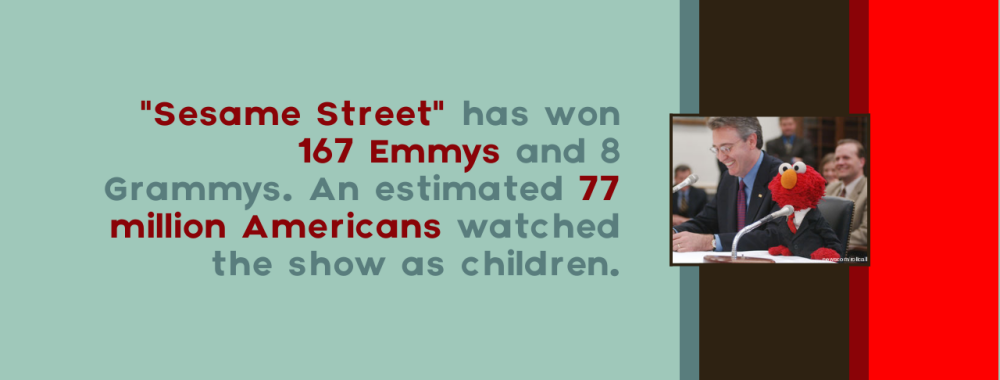 "Sesame Street" has won
167 Emmys and 8
Grammys. An estimated 77
million Americans watched
the show as children.